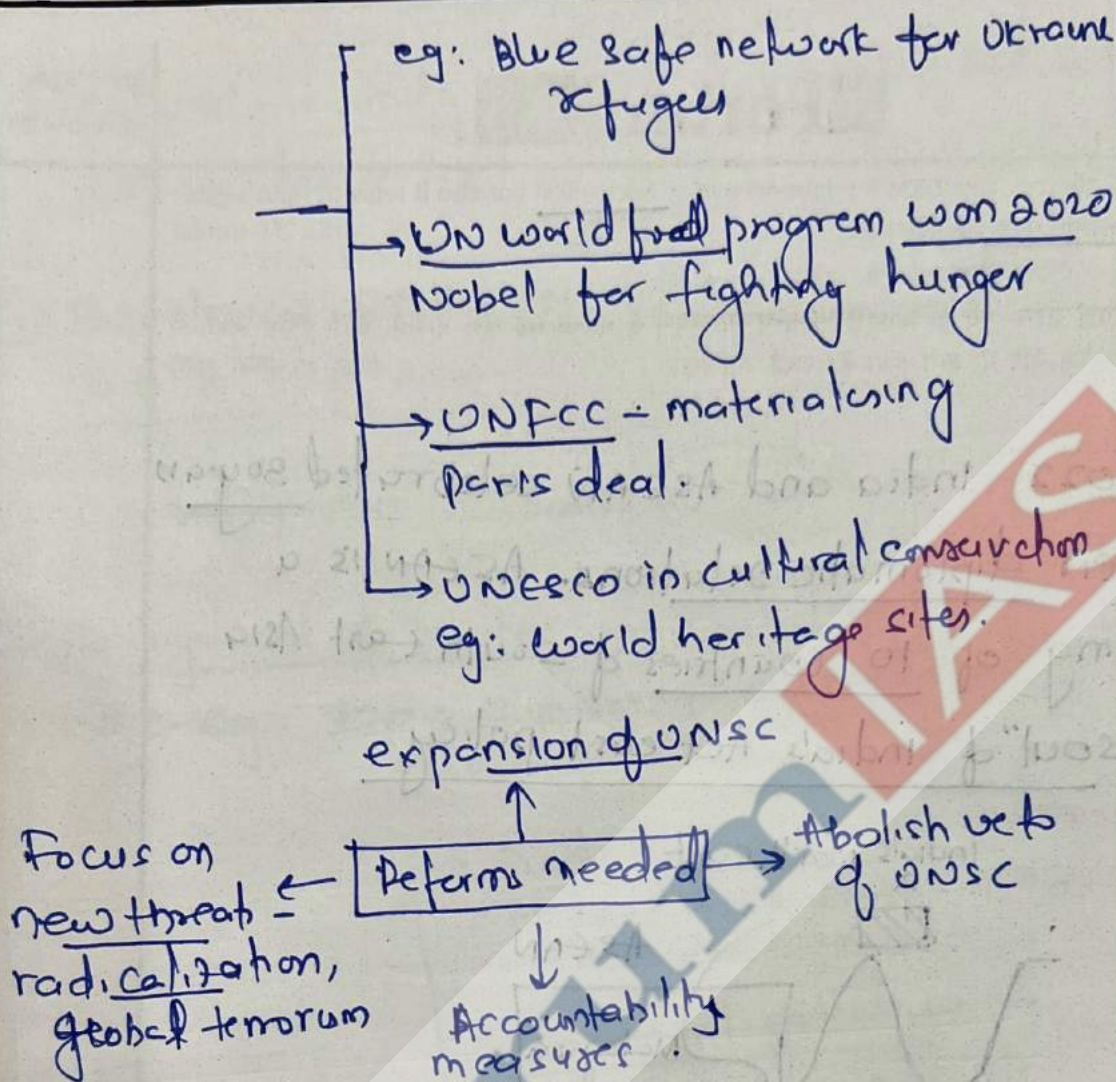 eg: Blue safe network for Ukraine
refugees
UN world food program won 2020
Nobel for fighting hunger
UNFCC - materialising
paris deal.
UNESCO in cultural conservation
eg: world heritage sites.
expansion of UNSC
Focus on
new threats -
radicalization,
global terrorism
Reforms needed
Abolish veto
of UNSC
Accountability
measures.
rum IAS